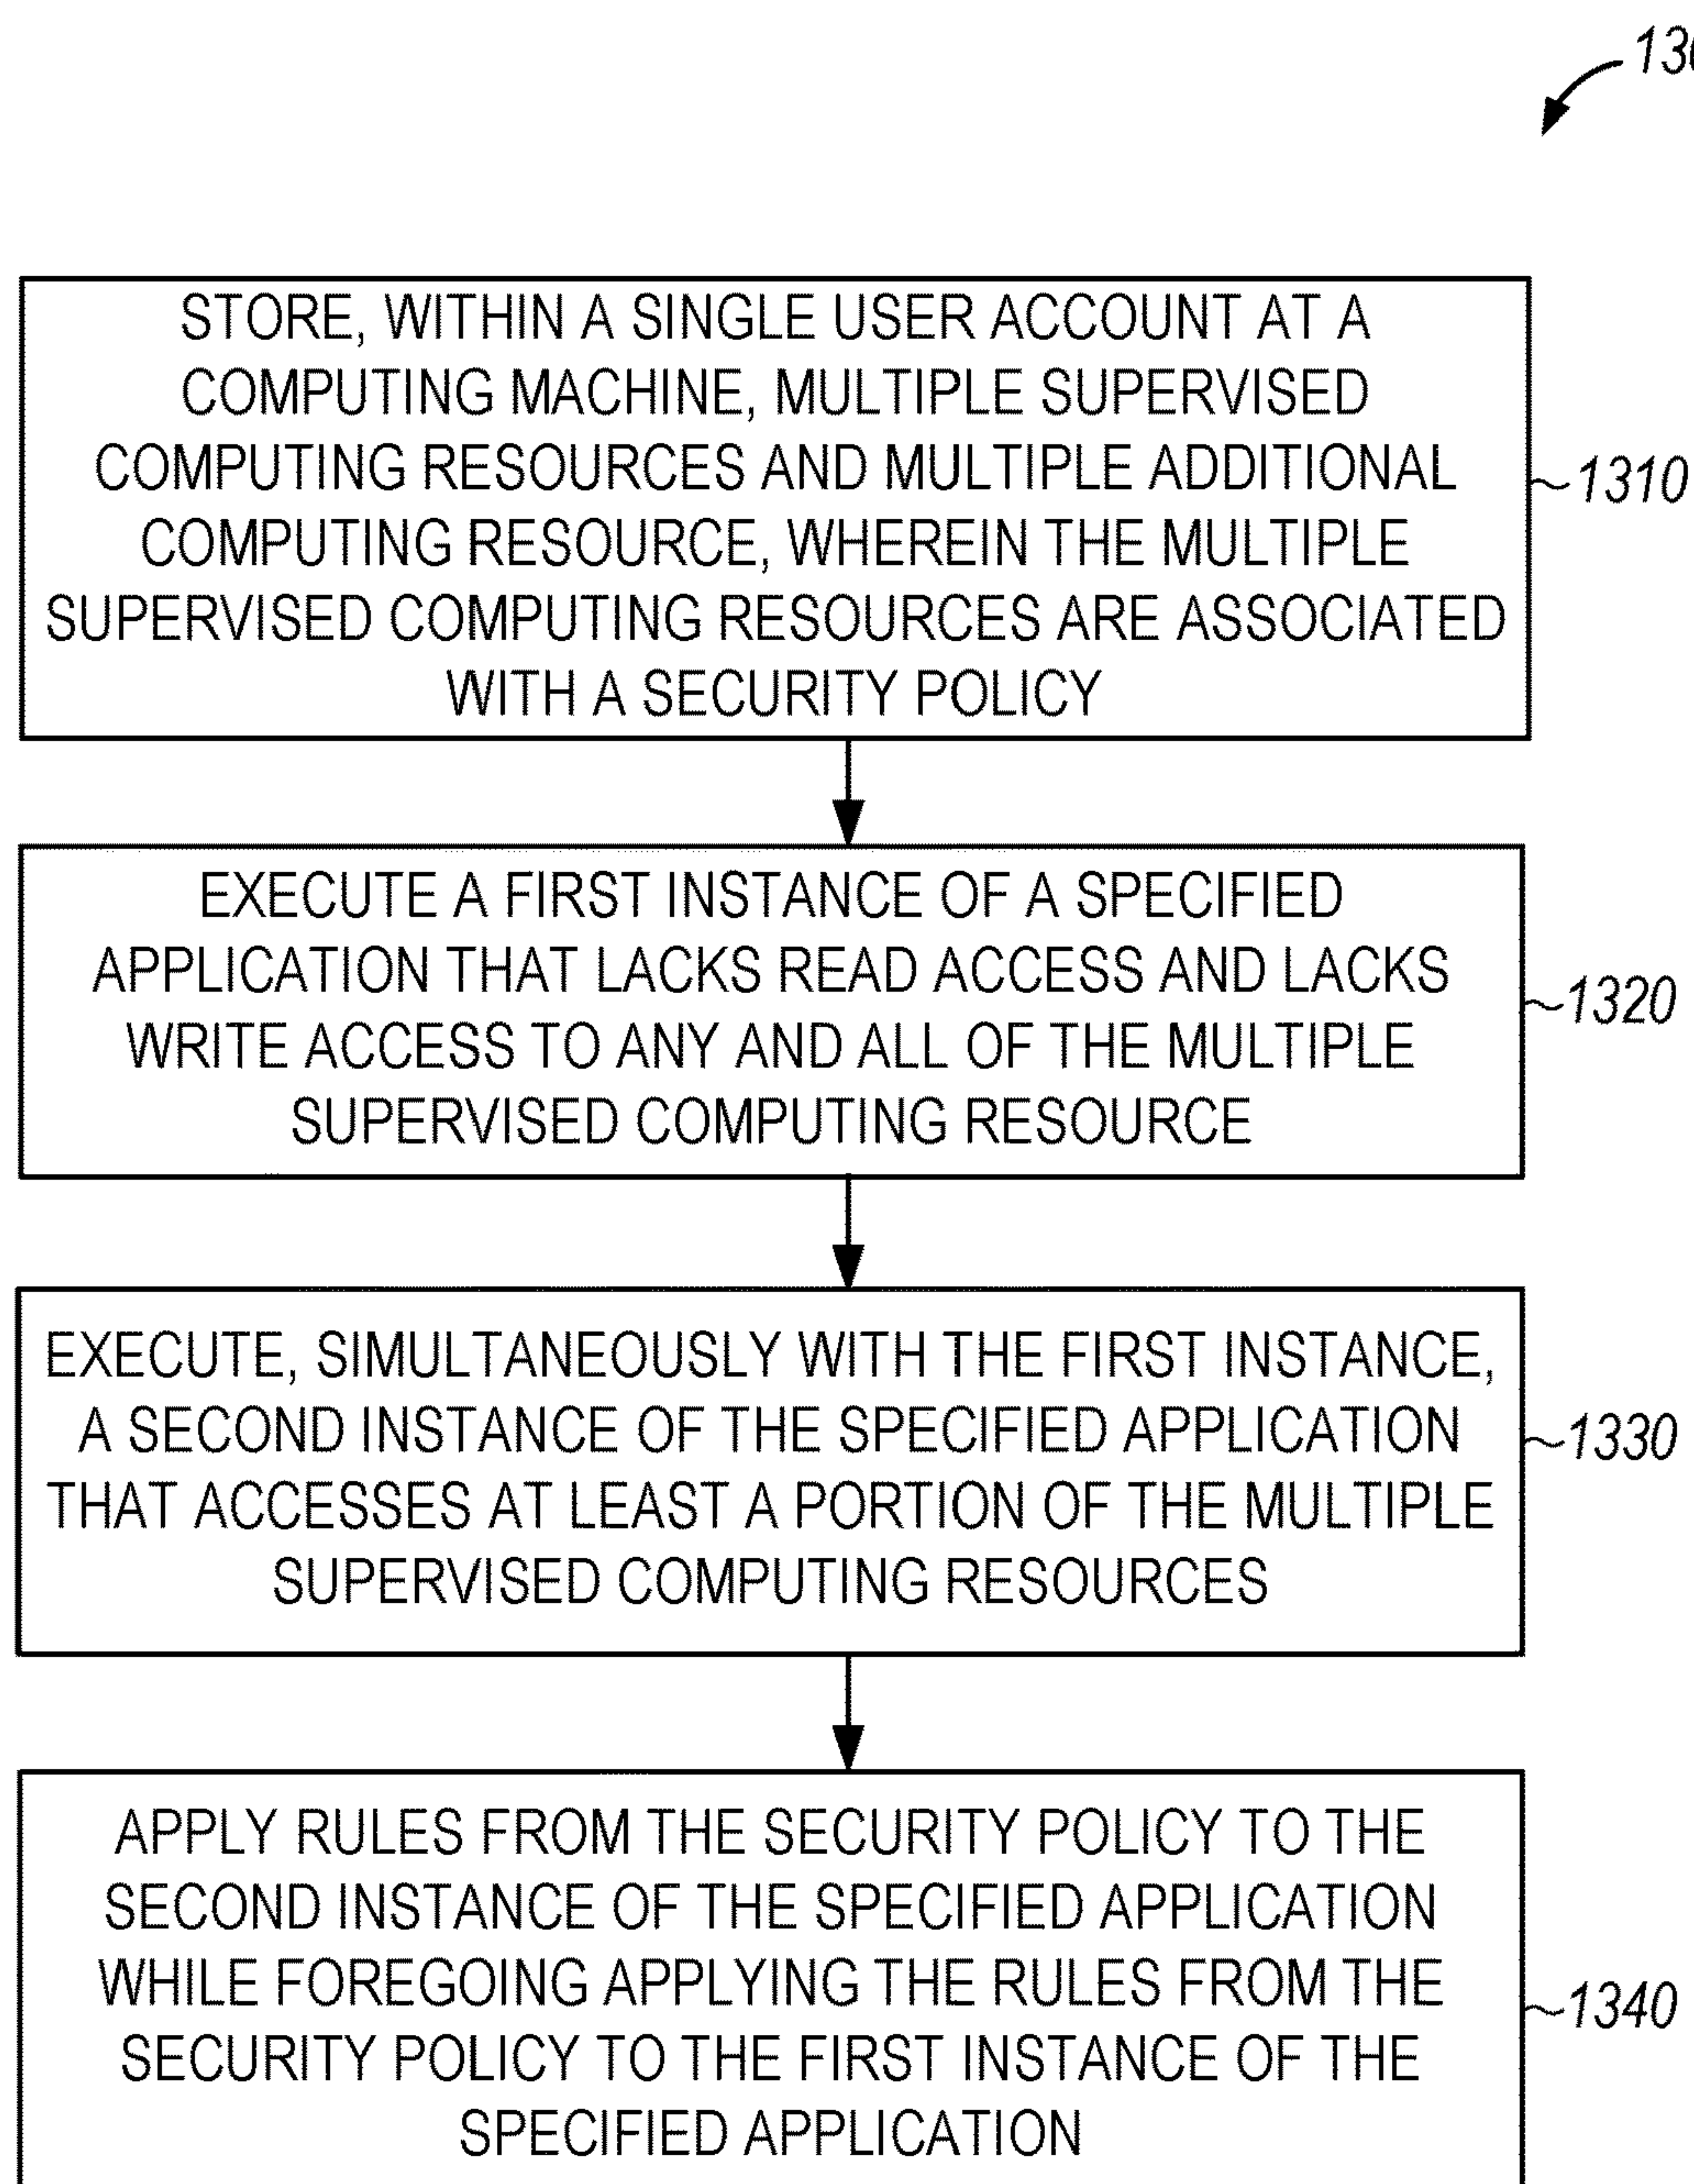 STORE, WITHIN A SINGLE USER ACCOUNT AT A
COMPUTING MACHINE, MULTIPLE SUPERVISED
COMPUTING RESOURCES AND MULTIPLE ADDITIONAL
COMPUTING RESOURCE, WHEREIN THE MULTIPLE
SUPERVISED COMPUTING RESOURCES ARE ASSOCIATED
WITH A SECURITY POLICY
1310
EXECUTE A FIRST INSTANCE OF A SPECIFIED
APPLICATION THAT LACKS READ ACCESS AND LACKS
WRITE ACCESS TO ANY AND ALL OF THE MULTIPLE
SUPERVISED COMPUTING RESOURCE
1320
EXECUTE, SIMULTANEOUSLY WITH THE FIRST INSTANCE,
A SECOND INSTANCE OF THE SPECIFIED APPLICATION
THAT ACCESSES AT LEAST A PORTION OF THE MULTIPLE
SUPERVISED COMPUTING RESOURCES
1330
APPLY RULES FROM THE SECURITY POLICY TO THE
SECOND INSTANCE OF THE SPECIFIED APPLICATION
WHILE FOREGOING APPLYING THE RULES FROM THE
SECURITY POLICY TO THE FIRST INSTANCE OF THE
SPECIFIED APPLICATION
1340